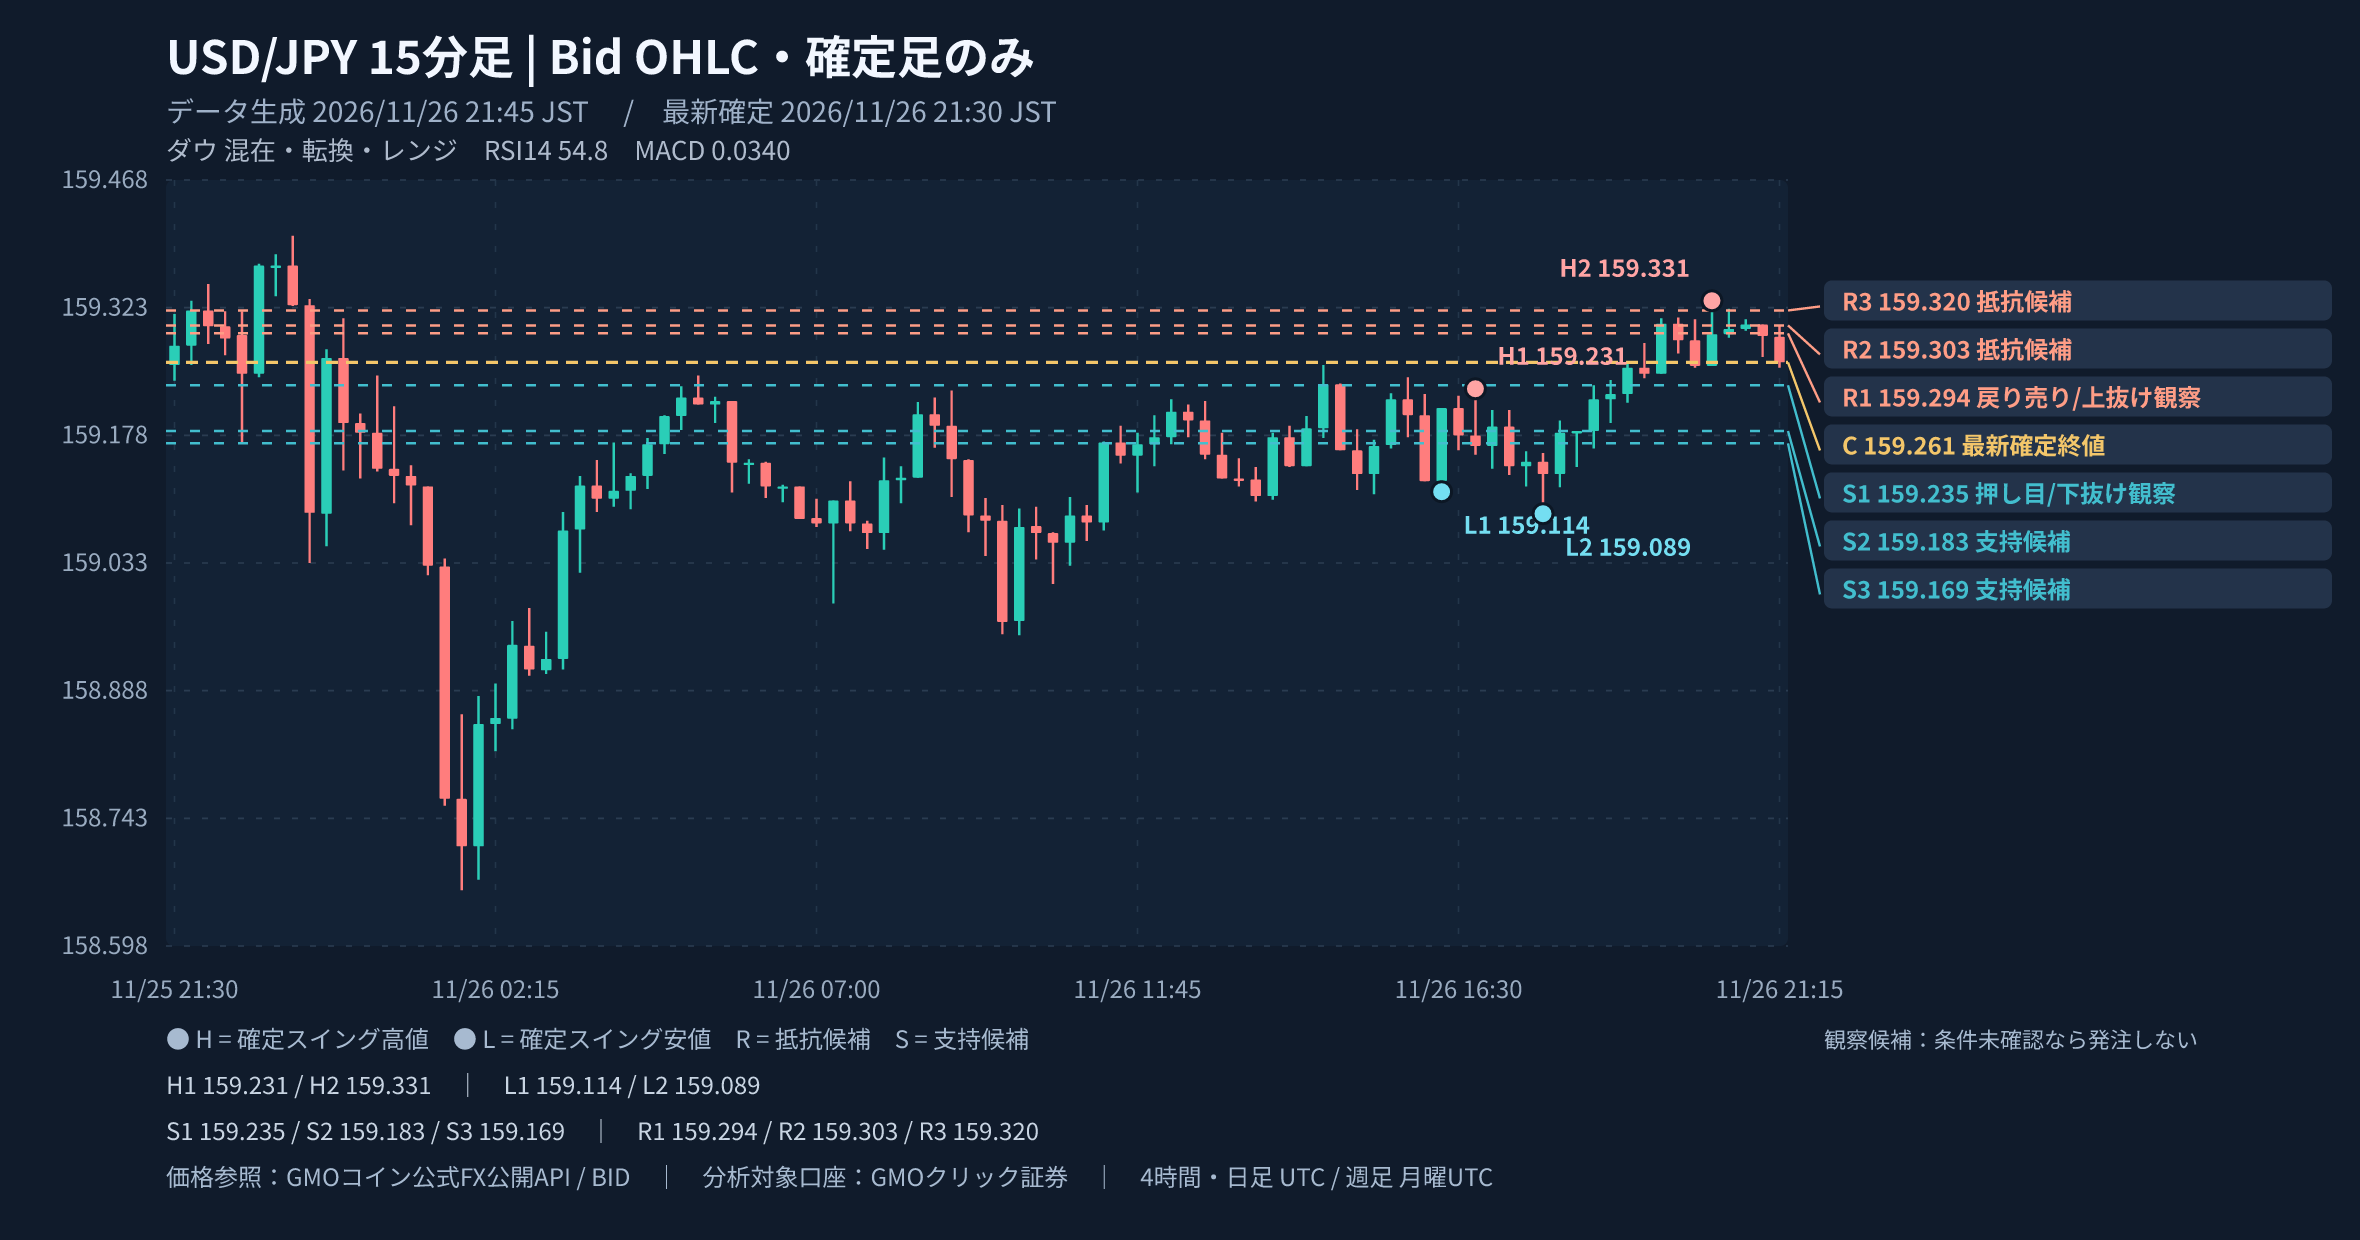 USD/JPY 15分足 | Bid OHLC・確定足のみ
データ生成 2026/11/26 21:45 JST / 最新確定 2026/11/26 21:30 JST
ダウ 混在・転換・レンジ RSI14 54.8 MACD 0.0340
159.468
159.323
159.178
159.033
158.888
158.743
158.598
H2 159.331
H1 159.231
L1 159.114
L2 159.089
R3 159.320 抵抗候補
R2 159.303 抵抗候補
R1 159.294 戻り売り/上抜け観察
C 159.261 最新確定終値
S1 159.235 押し目/下抜け観察
S2 159.183 支持候補
S3 159.169 支持候補
11/25 21:30
11/26 02:15
11/26 07:00
11/26 11:45
11/26 16:30
11/26 21:15
H = 確定スイング高値 L = 確定スイング安値 R = 抵抗候補 S = 支持候補
観察候補：条件未確認なら発注しない
H1 159.231 / H2 159.331 ｜ L1 159.114 / L2 159.089
S1 159.235 / S2 159.183 / S3 159.169 ｜ R1 159.294 / R2 159.303 / R3 159.320
価格参照：GMOコイン公式FX公開API / BID ｜ 分析対象口座：GMOクリック証券 ｜ 4時間・日足 UTC / 週足 月曜UTC